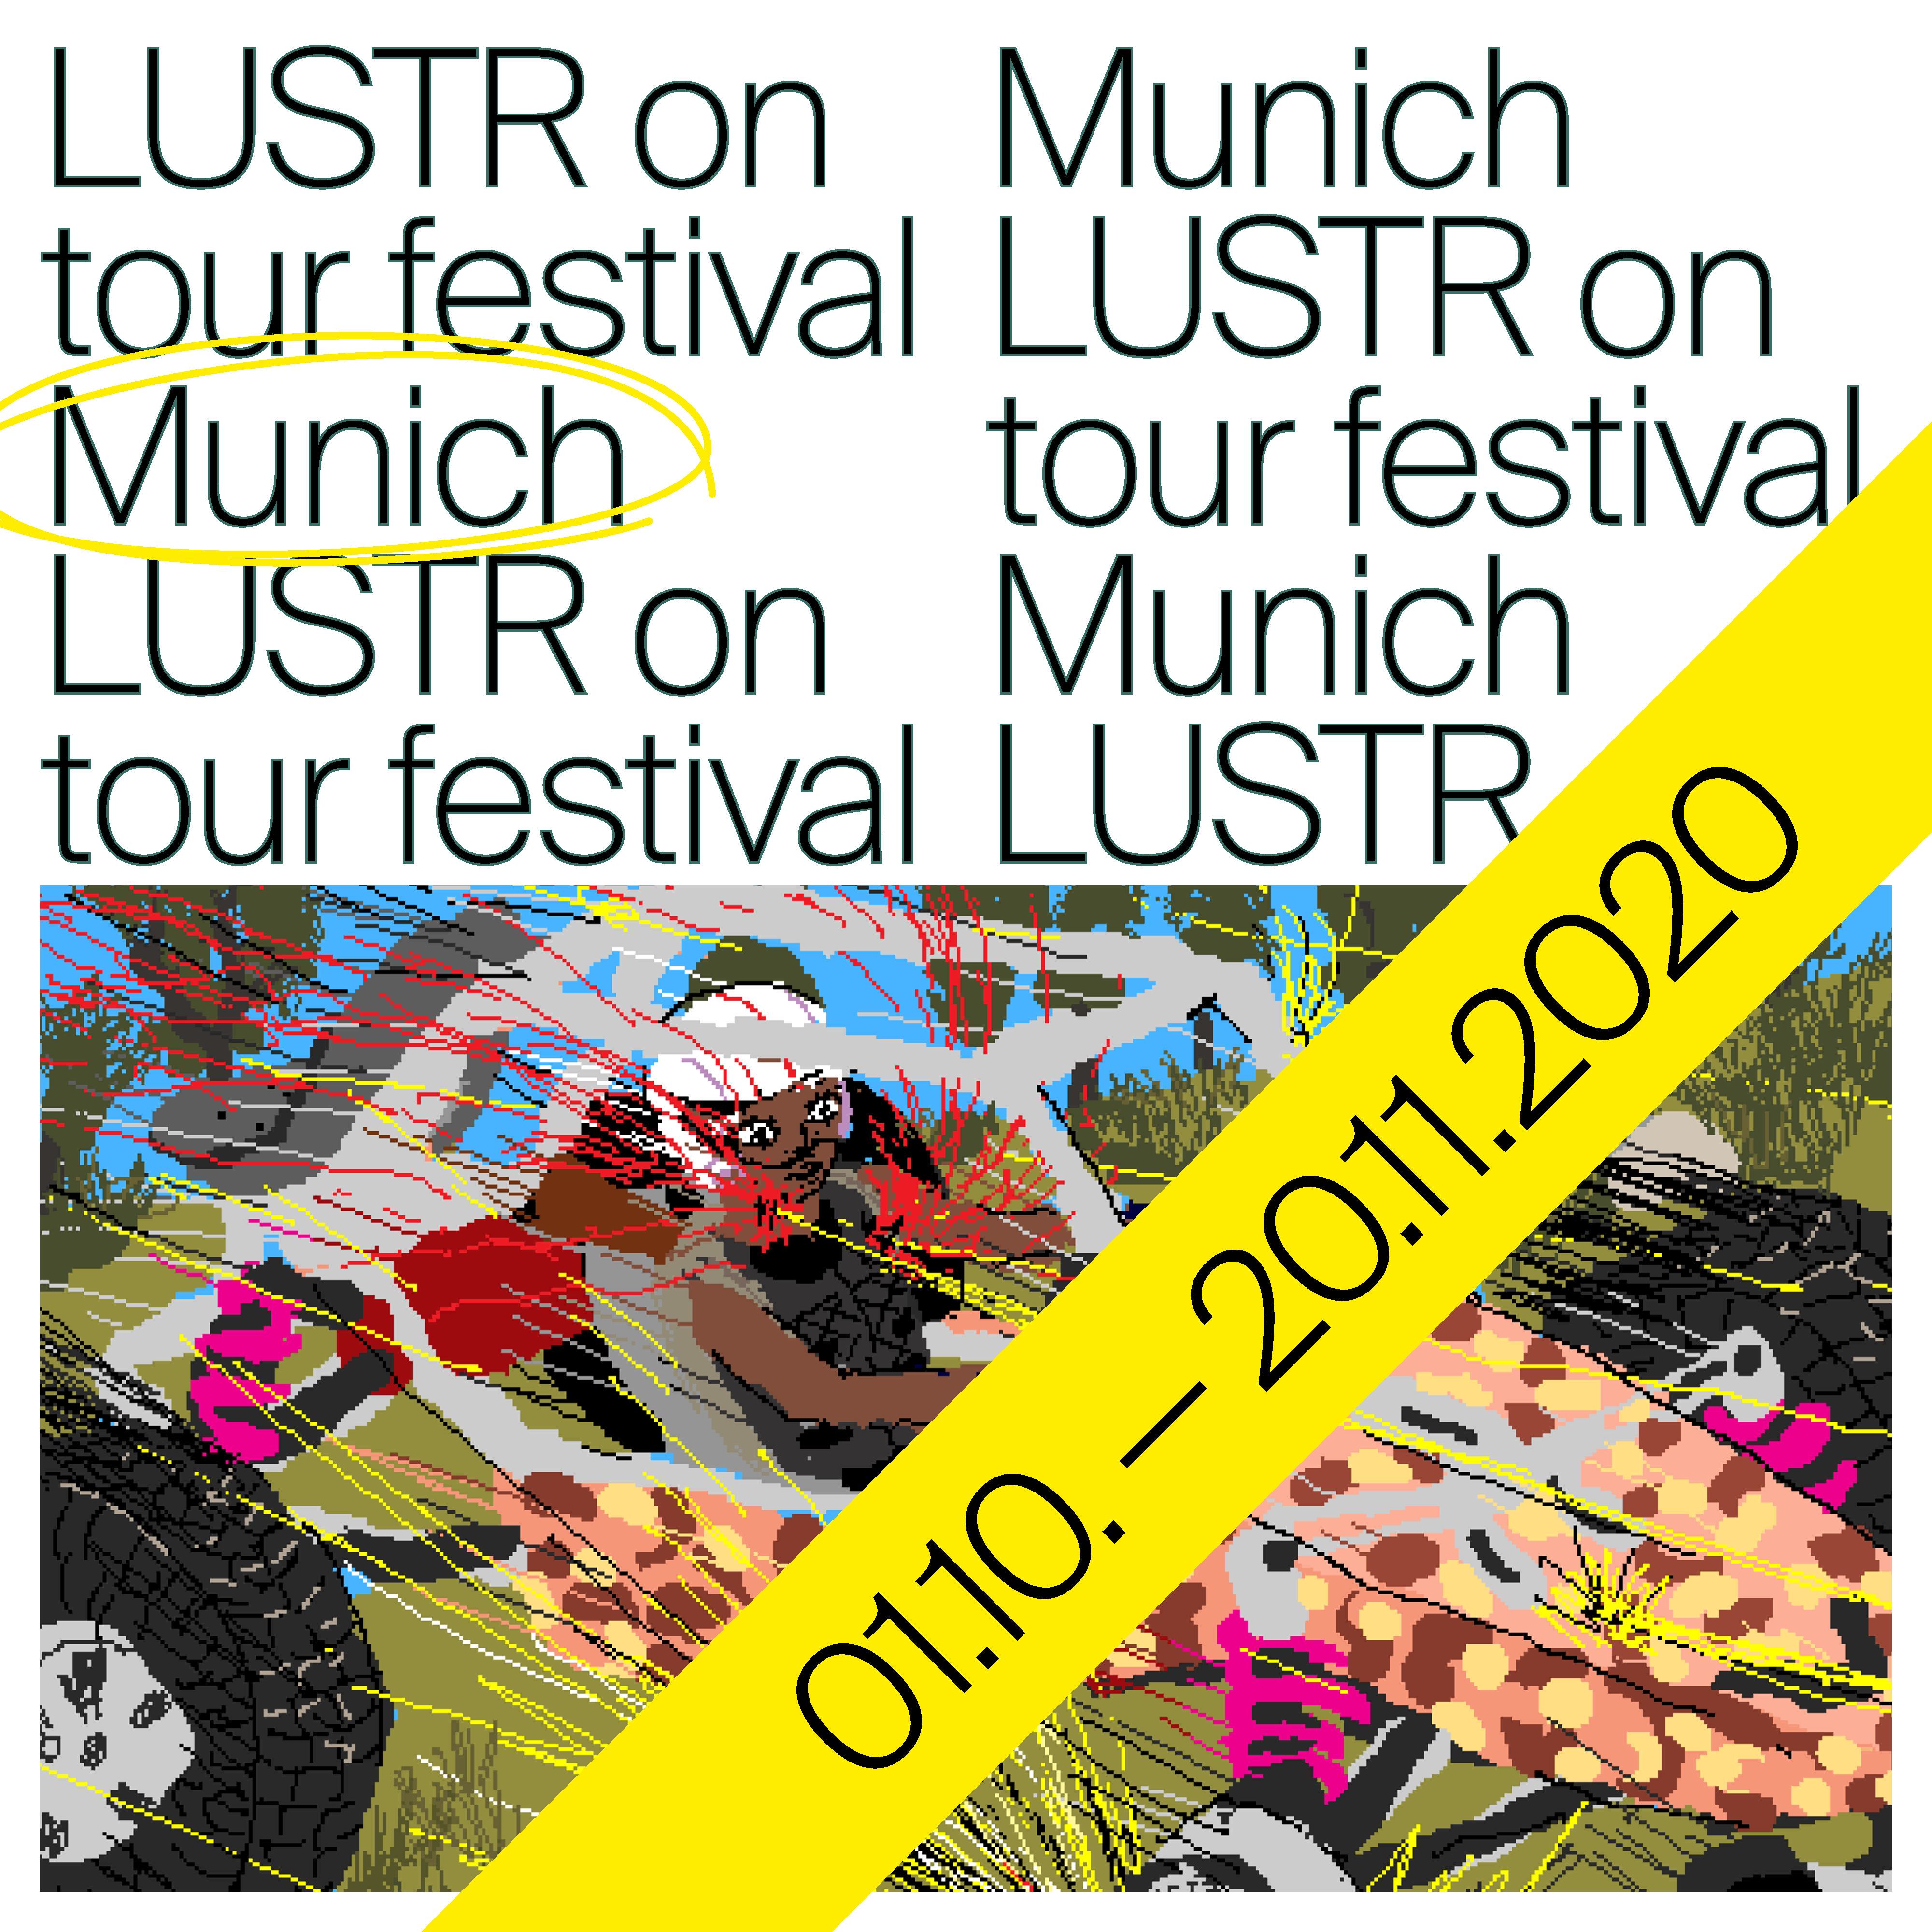 LUSTR on
tour festival
Munich
LUSTR on
tour festival
Munich
LUSTR on
tour festival
Munich
LUSTR
01.10. — 20.11.2020